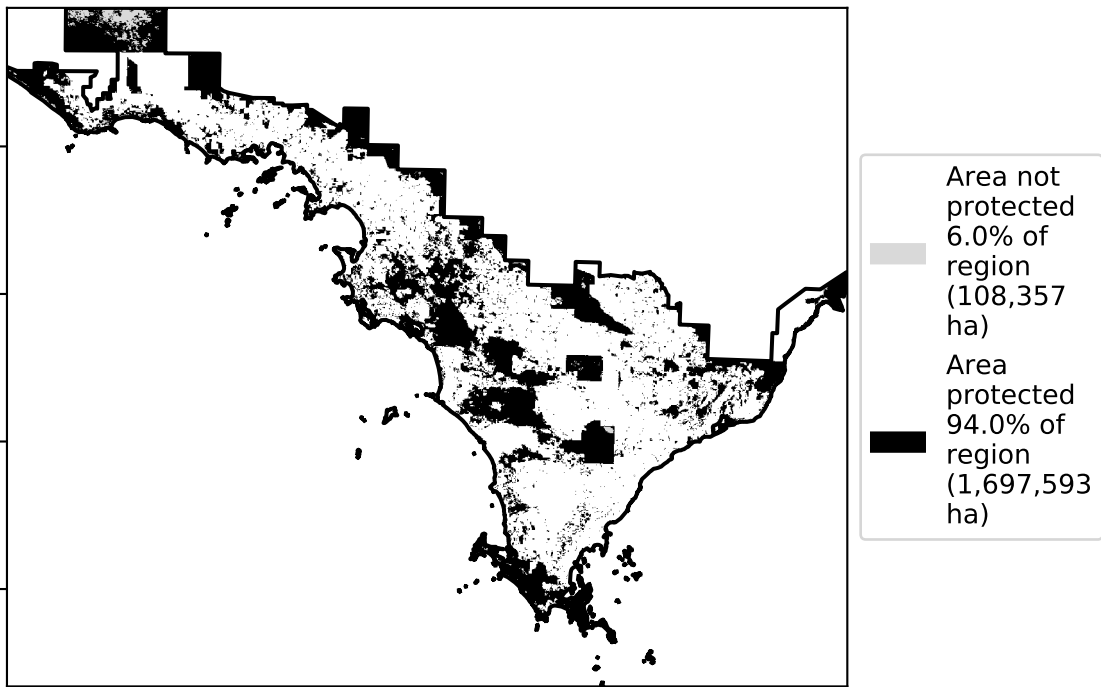 Area not
protected
6.0% of
region
(108,357
ha)
Area
protected
94.0% of
region
(1,697,593
ha)